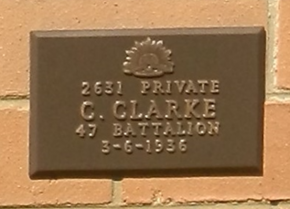 2631 PRIVATE
C. CLARKE
47 BATTALION
3-6-1936